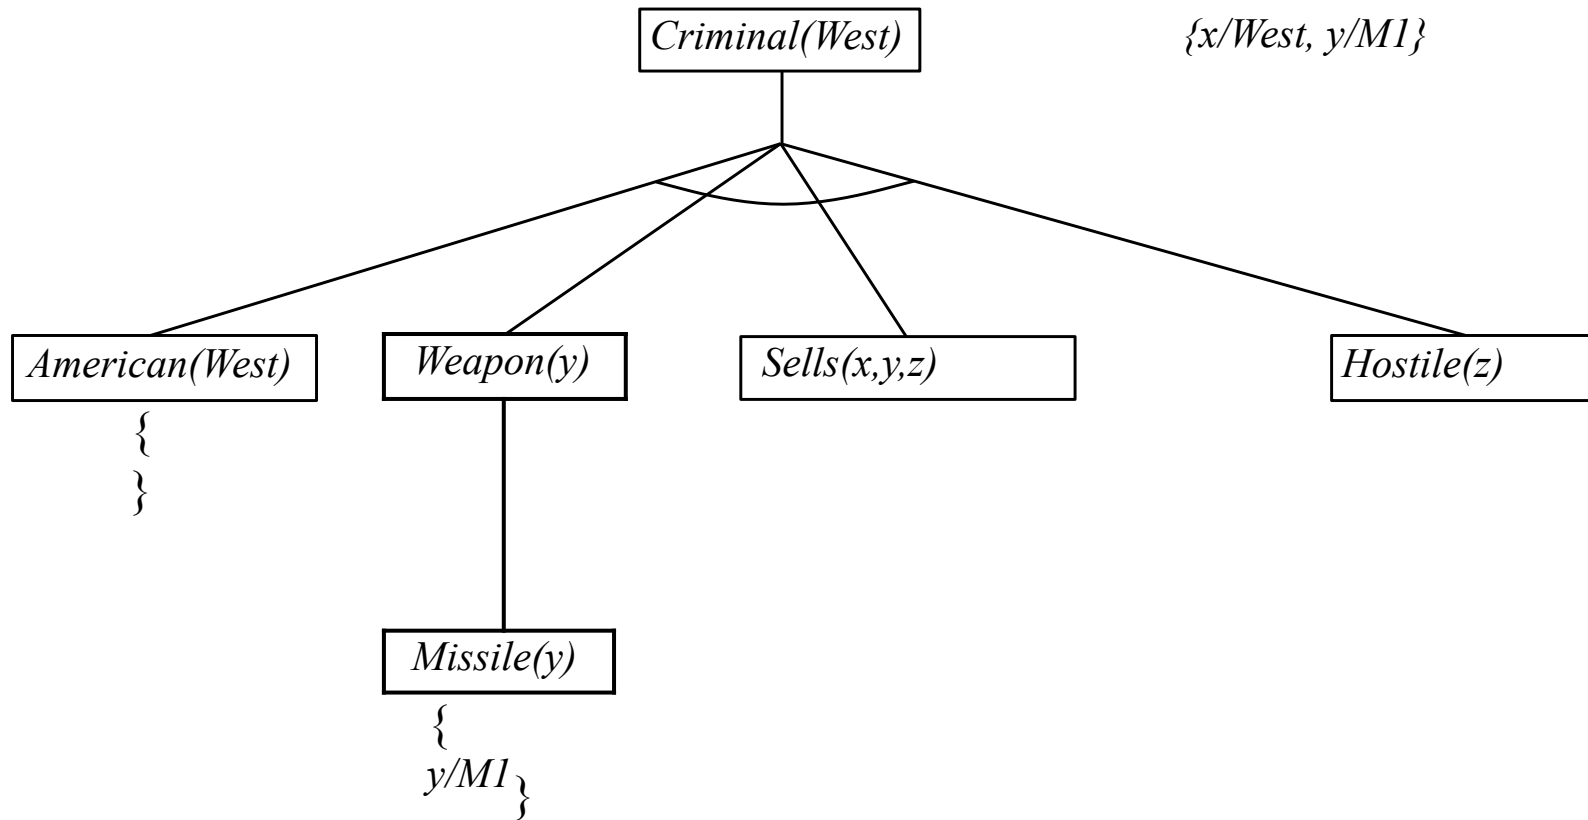 Criminal(West)
{x/West, y/M1}
American(West)
Weapon(y)
Sells(x,y,z)
Hostile(z)
{
}
Missile(y)
{
y/M1
}